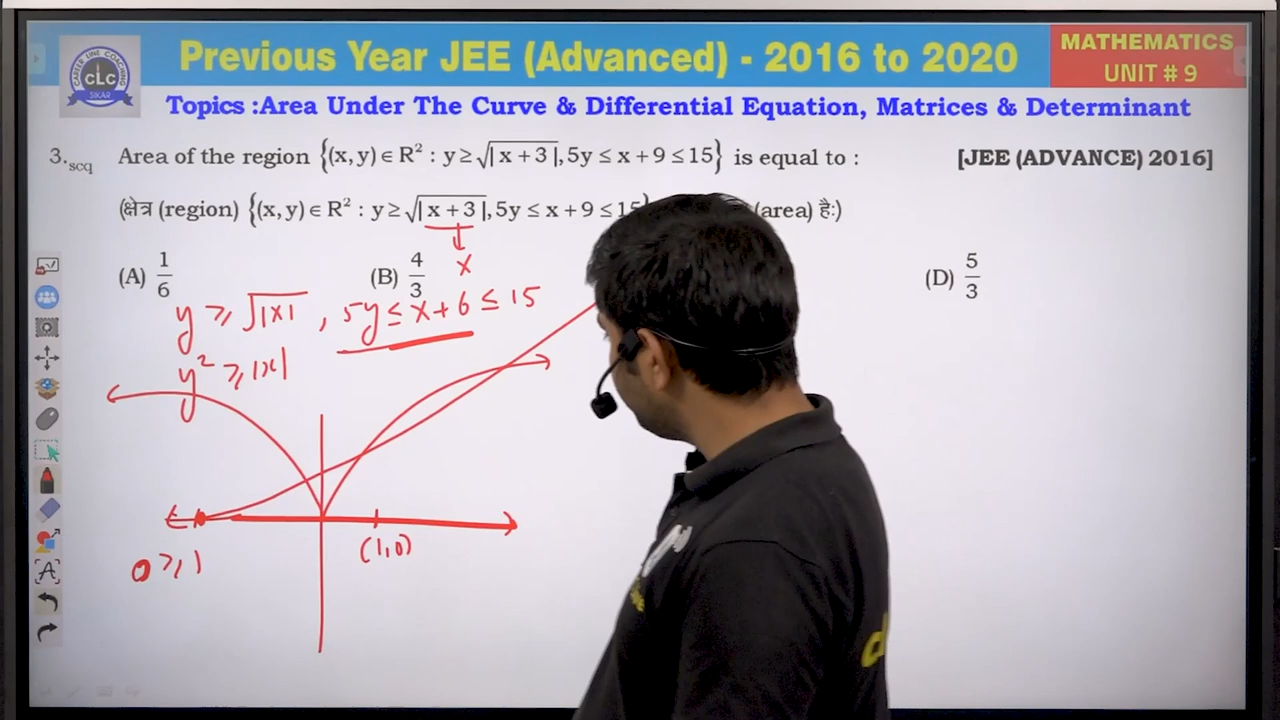 Previous Year JEE (Advanced) - 2016 to 2020
MATHEMATICS
UNIT # 9
CAREER LINE COACHING
CLC
SIKAR
Topics :Area Under The Curve & Differential Equation, Matrices & Determinant
3.scq Area of the region {(x, y) ∈ R² : y ≥ √|x + 3|, 5y ≤ x + 9 ≤ 15} is equal to : [JEE (ADVANCE) 2016]
(क्षेत्र (region) {(x, y) ∈ R² : y ≥ √|x + 3|, 5y ≤ x + 9 ≤ 15 (area) है:)
(A) 1/6 (B) 4/3 (D) 5/3
x
y ≥ √|x| , 5y ≤ x + 6 ≤ 15
y² ≥ |x|
(1,0)
0 ≥ 1